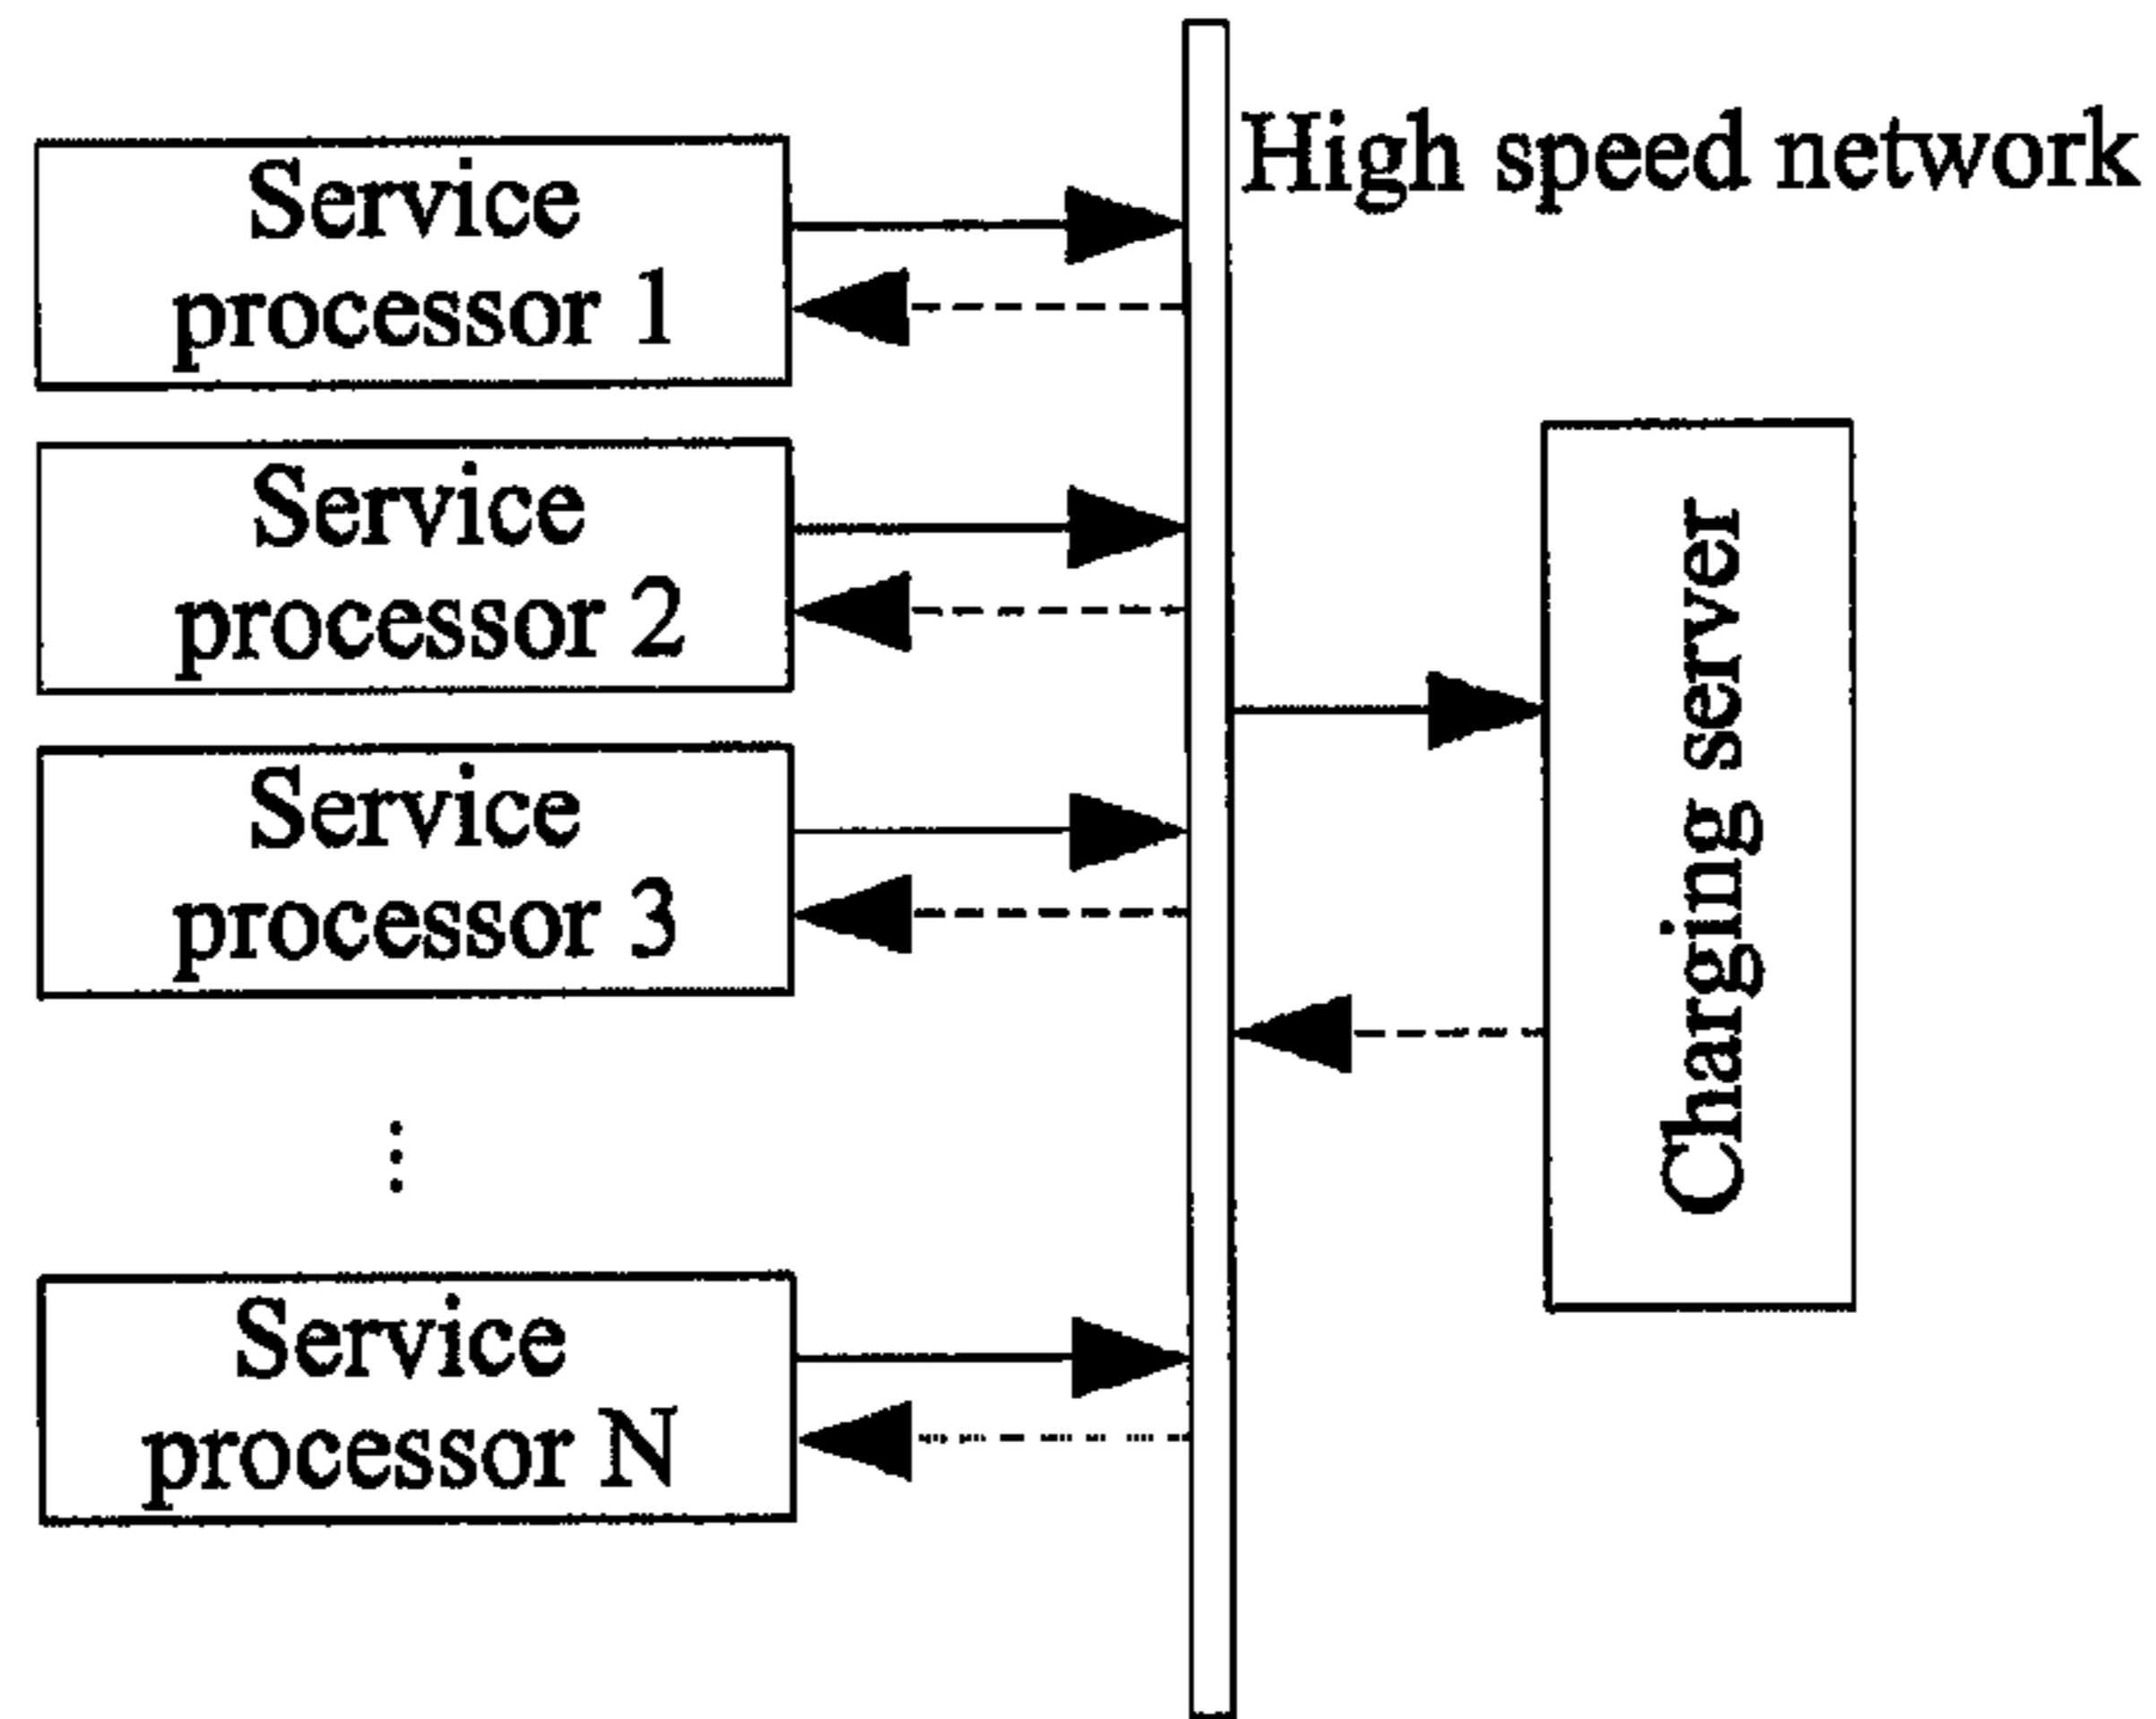 Service
processor 1
High speed network
Service
processor 2
Service
processor 3
Charging server
Service
processor N